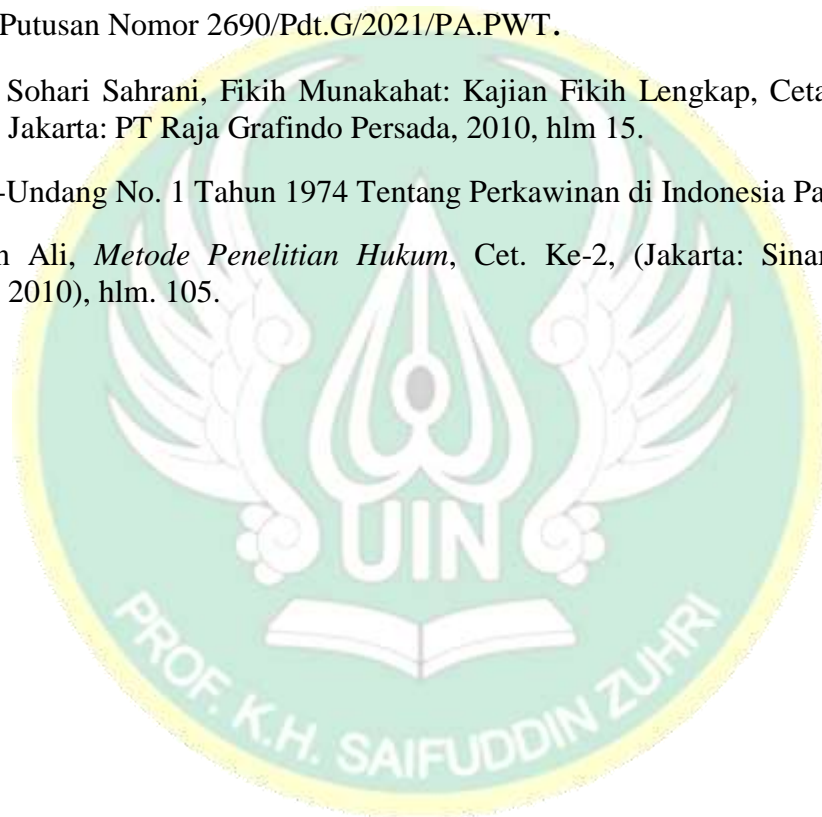 Putusan Nomor 2690/Pdt.G/2021/PA.PWT.
Sohari Sahrani, Fikih Munakahat: Kajian Fikih Lengkap, Ceta
Jakarta: PT Raja Grafindo Persada, 2010, hlm 15.
-Undang No. 1 Tahun 1974 Tentang Perkawinan di Indonesia Pa
n Ali, Metode Penelitian Hukum, Cet. Ke-2, (Jakarta: Sinar
2010), hlm. 105.
UIN
PROF. K.H. SAIFUDDIN ZUHRI